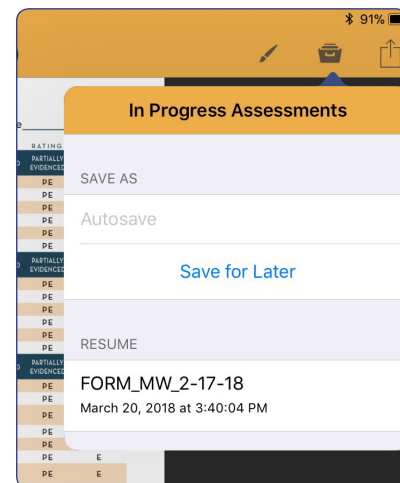 91%
In Progress Assessments
e
RATING
PARTIALLY
EVIDENCED
PE
PE
PE
PE
PE
PE
PARTIALLY
EVIDENCED
PE
PE
PE
PE
PE
PE
PARTIALLY
EVIDENCED
PE
PE
PE
PE
PE
PE E
PE E
SAVE AS
Autosave
Save for Later
RESUME
FORM_MW_2-17-18
March 20, 2018 at 3:40:04 PM